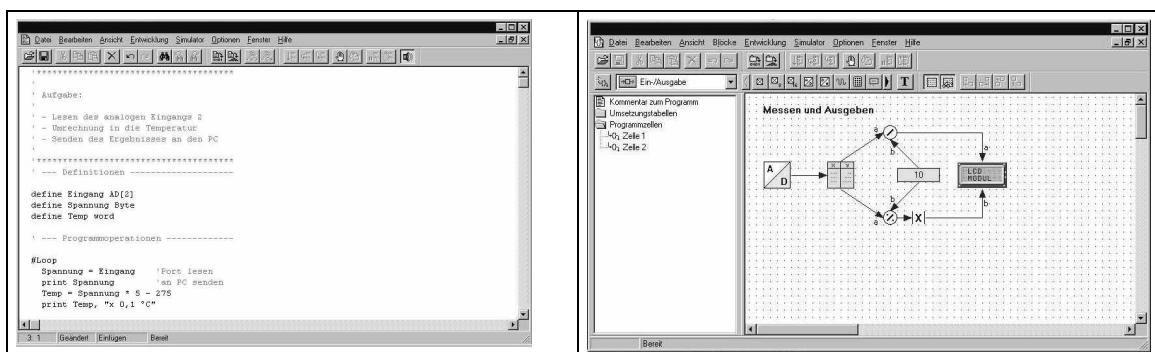 Datei Bearbeiten Ansicht Entwicklung Simulator Optionen Fenster Hilfe
' ***************************************
'
' Aufgabe:
'
' - Lesen des analogen Eingangs 2
' - Umrechnung in die Temperatur
' - Senden des Ergebnisses an den PC
'
' ***************************************
' --- Definitionen --------------------
define Eingang AD[2]
define Spannung Byte
define Temp word
' --- Programmoperationen -------------
#Loop
Spannung = Eingang 'Port lesen
print Spannung 'an PC senden
Temp = Spannung * 5 - 275
print Temp, "x 0,1 °C"
3: 1 Geändert Einfügen Bereit
Datei Bearbeiten Ansicht Blöcke Entwicklung Simulator Optionen Fenster Hilfe
Ein-/Ausgabe
T
Kommentar zum Programm
Umsetzungstabellen
Programmzellen
Zelle 1
Zelle 2
Messen und Ausgeben
a
b
a
A
D
X Y
10
LCD
MODUL
b
a
|X|
b
Bereit